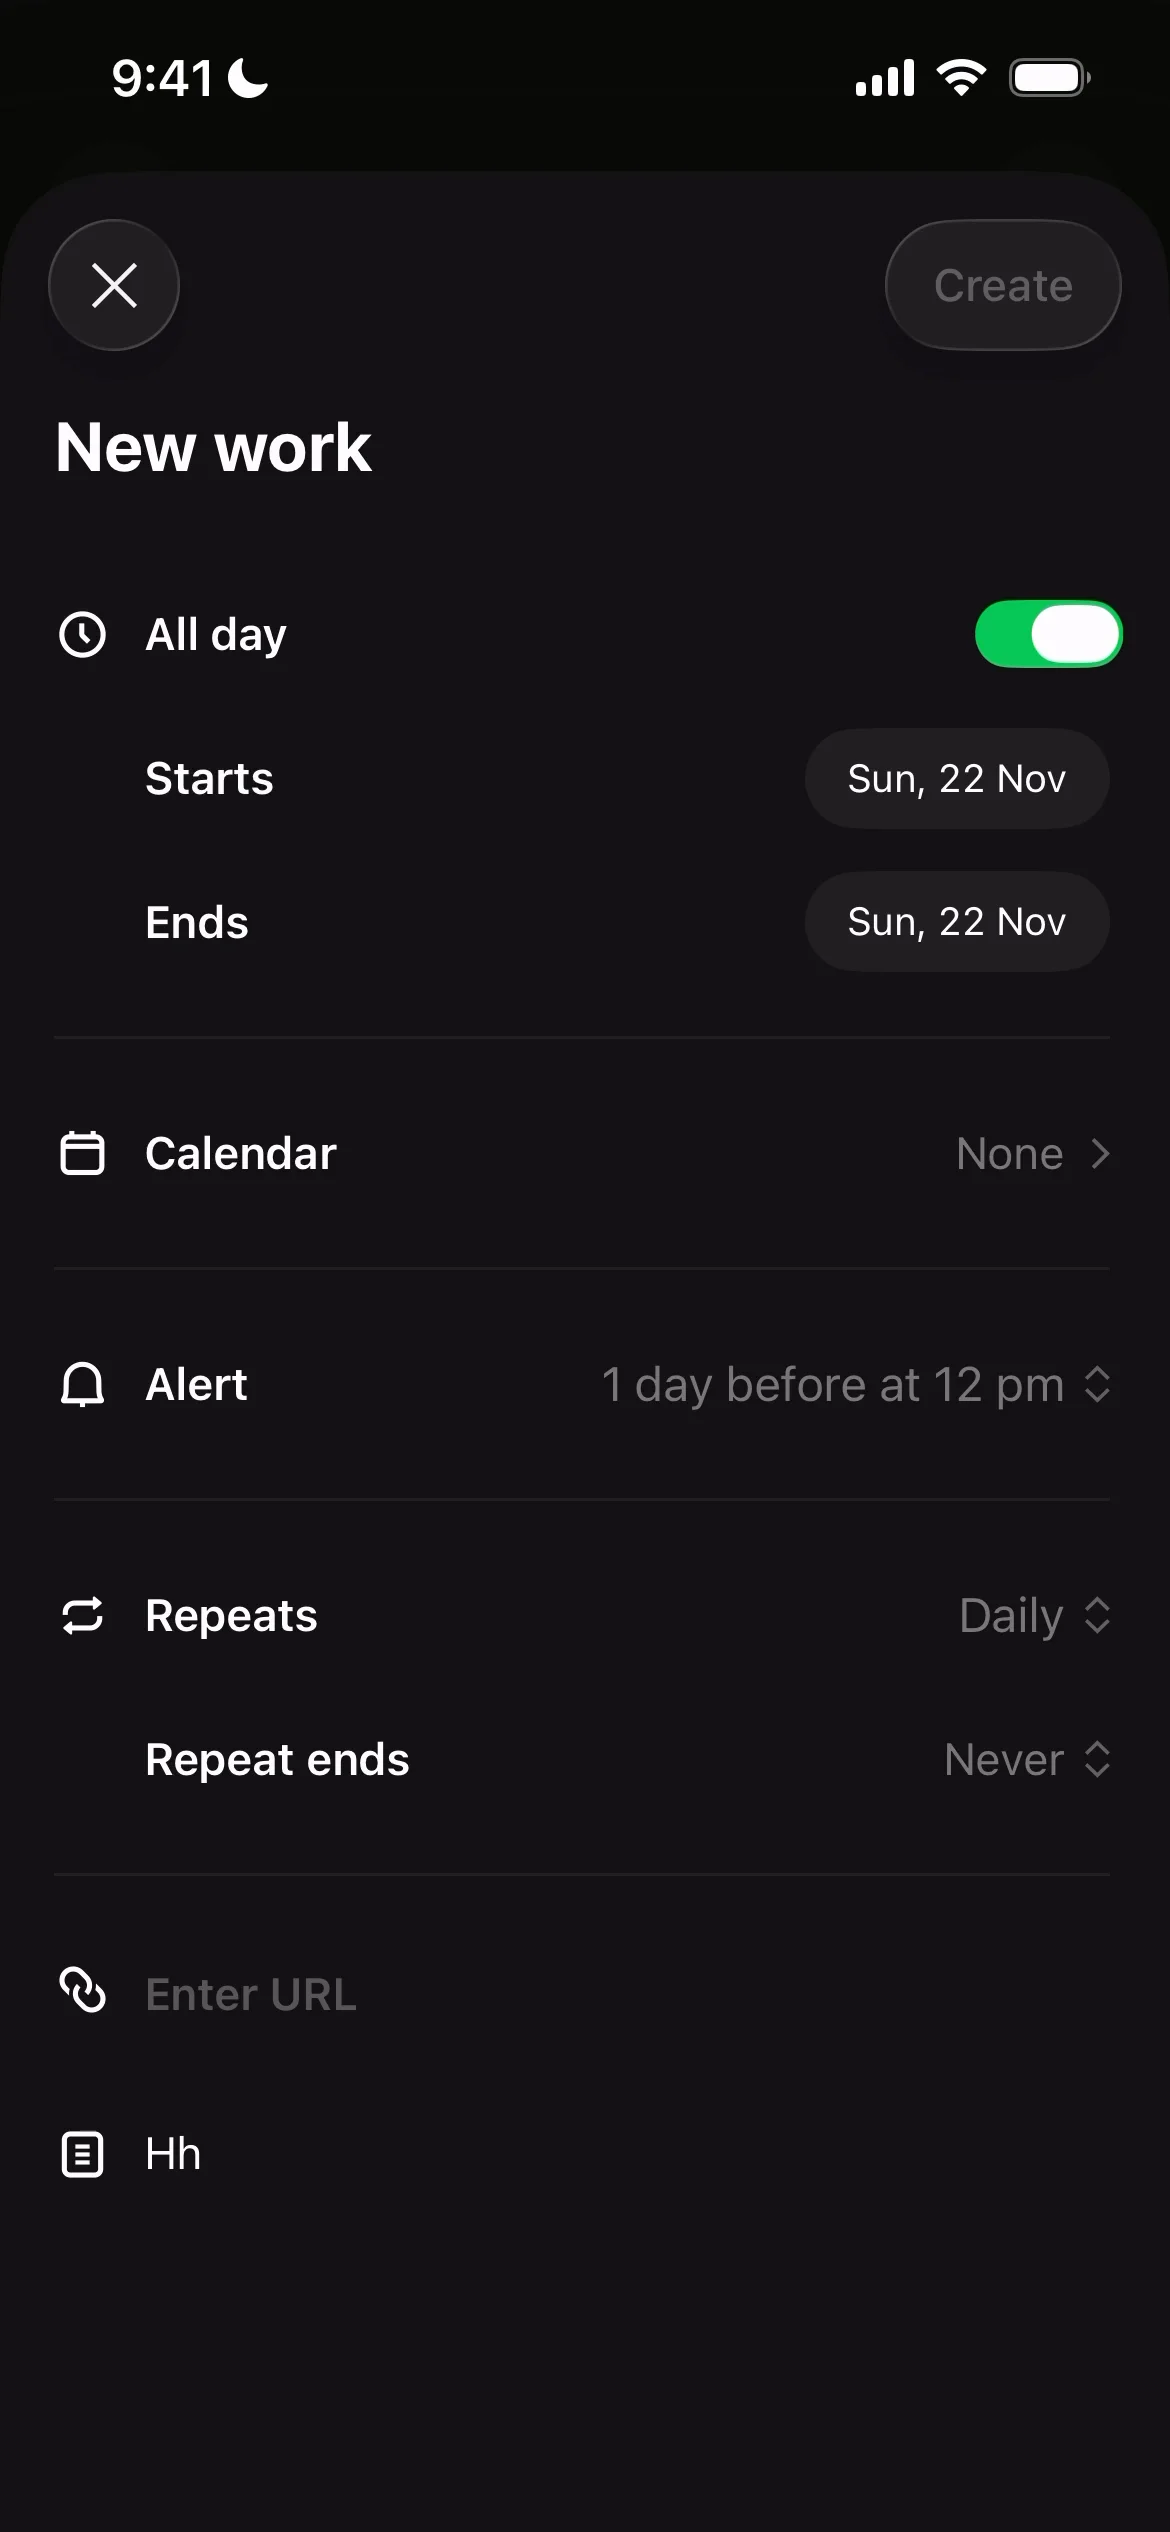 9:41
Create
New work
All day
Starts Sun, 22 Nov
Ends Sun, 22 Nov
Calendar None
Alert 1 day before at 12 pm
Repeats Daily
Repeat ends Never
Enter URL
Hh